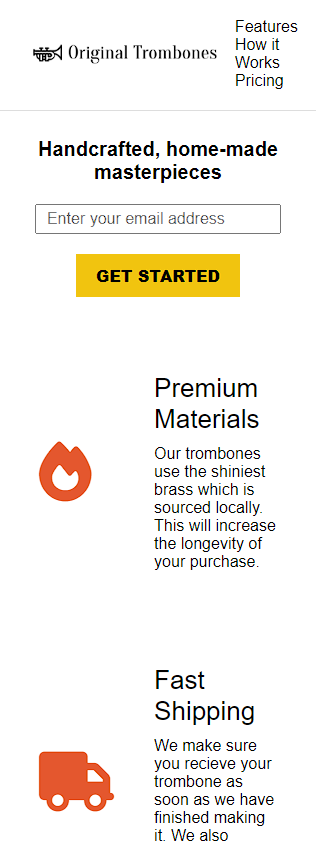 Original Trombones
Features
How it
Works
Pricing
Handcrafted, home-made
masterpieces
Enter your email address
GET STARTED
Premium
Materials
Our trombones
use the shiniest
brass which is
sourced locally.
This will increase
the longevity of
your purchase.
Fast
Shipping
We make sure
you recieve your
trombone as
soon as we have
finished making
it. We also